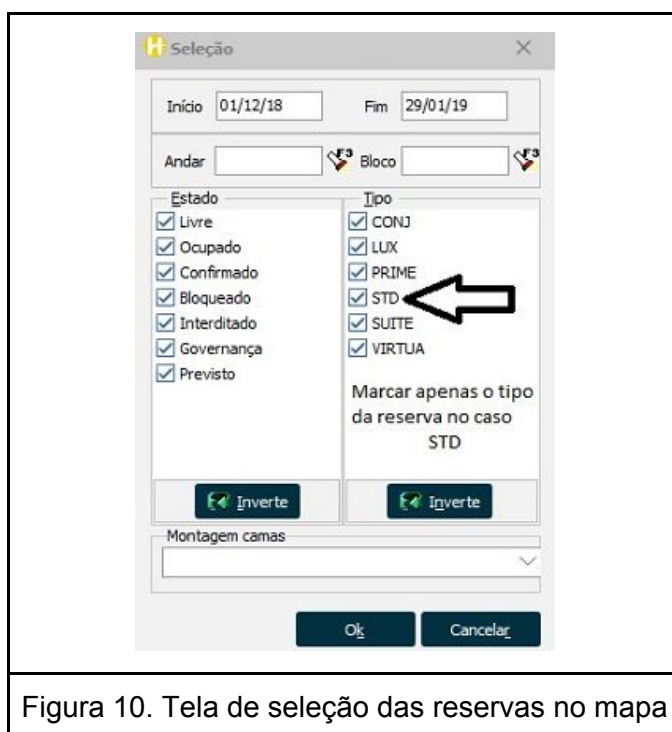 H Seleção
Início 01/12/18 Fim 29/01/19
Andar F3 Bloco F3
Estado Tipo
Livre CONJ
Ocupado LUX
Confirmado PRIME
Bloqueado STD
Interditado SUITE
Governança VIRTUA
Previsto
Marcar apenas o tipo
da reserva no caso
STD
Inverte Inverte
Montagem camas
Ok Cancelar
Figura 10. Tela de seleção das reservas no mapa